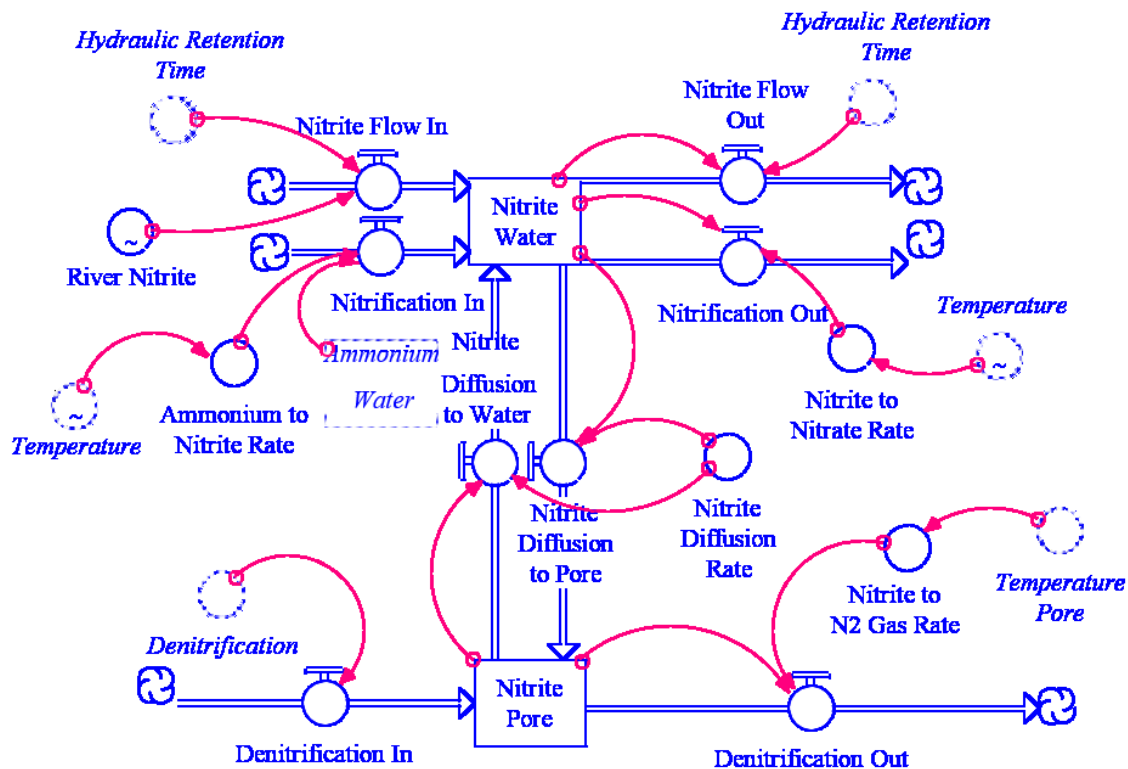 Hydraulic Retention
Time
Hydraulic Retention
Time
Nitrite Flow In
Nitrite Flow
Out
Nitrite
Water
~
River Nitrite
Nitrification In
Nitrification Out
Temperature
~
~
Ammonium to
Nitrite Rate
Temperature
Ammonium
Water
Nitrite
Diffusion
to Water
Nitrite to
Nitrate Rate
Nitrite
Diffusion
to Pore
Nitrite
Diffusion
Rate
Nitrite to
N2 Gas Rate
Temperature
Pore
Denitrification
Nitrite
Pore
Denitrification In
Denitrification Out